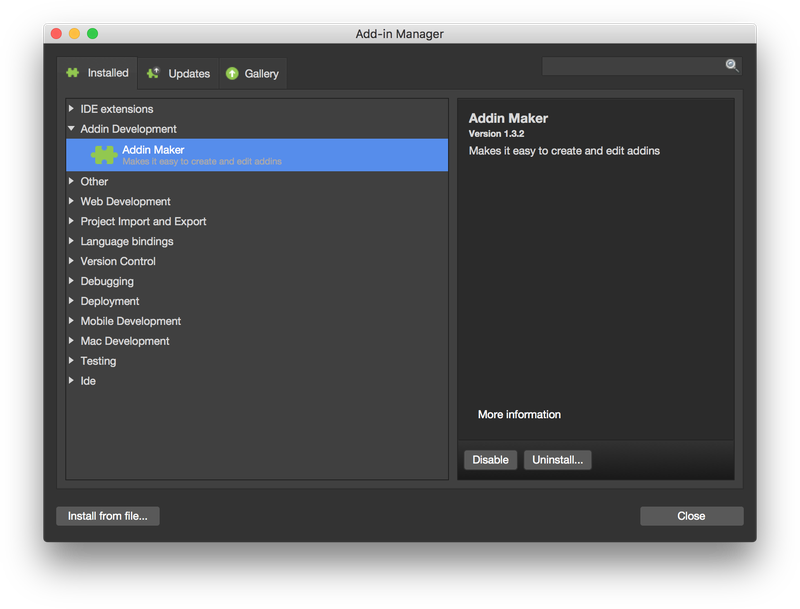 Add-in Manager
Installed
Updates
Gallery
IDE extensions
Addin Development
Addin Maker
Makes it easy to create and edit addins
Other
Web Development
Project Import and Export
Language bindings
Version Control
Debugging
Deployment
Mobile Development
Mac Development
Testing
Ide
Addin Maker
Version 1.3.2
Makes it easy to create and edit addins
More information
Disable
Uninstall...
Install from file...
Close